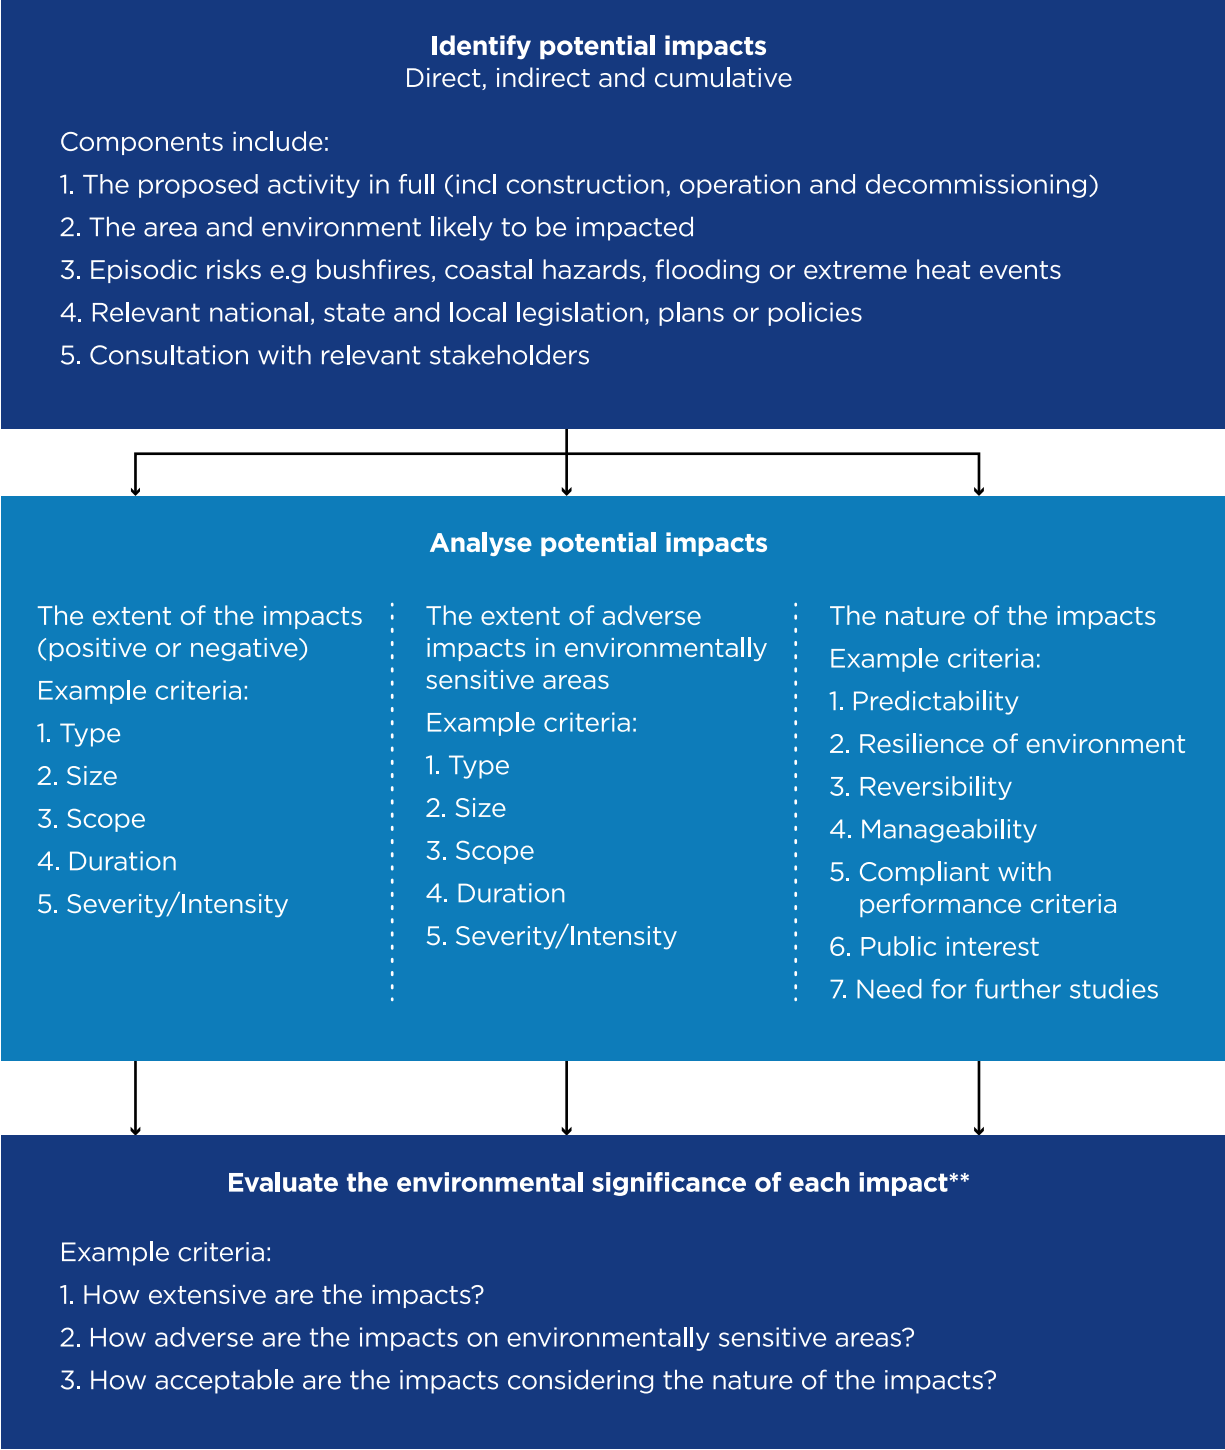 Identify potential impacts
Direct, indirect and cumulative
Components include:
1. The proposed activity in full (incl construction, operation and decommissioning)
2. The area and environment likely to be impacted
3. Episodic risks e.g bushfires, coastal hazards, flooding or extreme heat events
4. Relevant national, state and local legislation, plans or policies
5. Consultation with relevant stakeholders
Analyse potential impacts
The extent of the impacts
(positive or negative)
Example criteria:
1. Type
2. Size
3. Scope
4. Duration
5. Severity/Intensity
The extent of adverse
impacts in environmentally
sensitive areas
Example criteria:
1. Type
2. Size
3. Scope
4. Duration
5. Severity/Intensity
The nature of the impacts
Example criteria:
1. Predictability
2. Resilience of environment
3. Reversibility
4. Manageability
5. Compliant with
performance criteria
6. Public interest
7. Need for further studies
Evaluate the environmental significance of each impact**
Example criteria:
1. How extensive are the impacts?
2. How adverse are the impacts on environmentally sensitive areas?
3. How acceptable are the impacts considering the nature of the impacts?